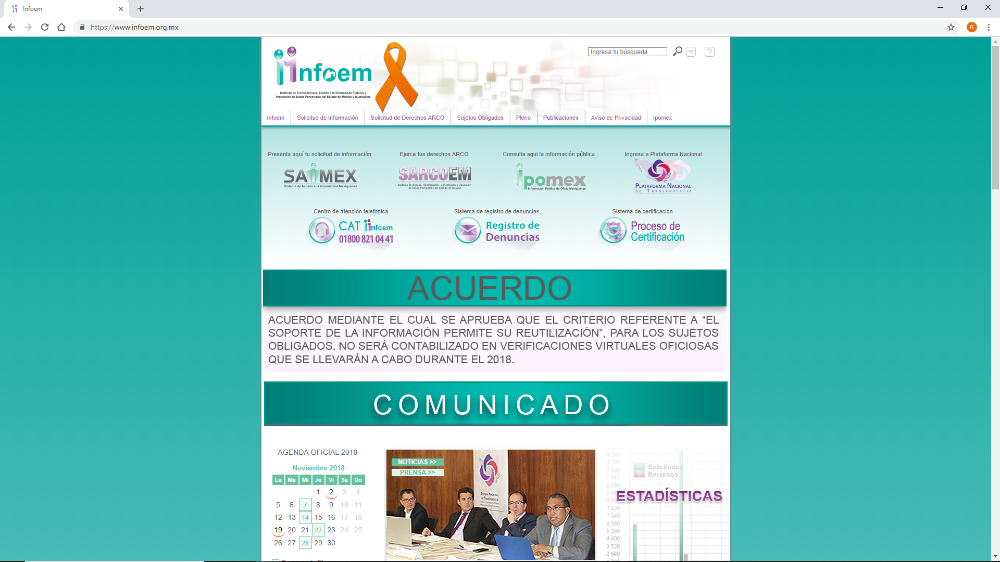 Infoem
https://www.infoem.org.mx
R
Ingresa tu búsqueda
infoem
Instituto de Transparencia, Acceso a la Información Pública y
Protección de Datos Personales del Estado de México y Municipios
Infoem
Solicitud de Información
Solicitud de Derechos ARCO
Sujetos Obligados
Pleno
Publicaciones
Aviso de Privacidad
Ipomex
Presenta aquí tu solicitud de información
Ejerce tus derechos ARCO
Consulta aqui la información pública
Ingresa a Plataforma Nacional
SAIMEX
Sistema de Acceso a la Información Mexiquense
SARCOEM
Sistema de Acceso, Rectificación, Cancelación y Oposición
de Datos Personales del Estado de México
ipomex
Información Pública de Oficio Mexiquense
PLATAFORMA NACIONAL
DE TRANSPARENCIA
Centro de atención telefónica
Sistema de registro de denuncias
Sistema de certificación
CAT infoem
01800 821 04 41
Registro de
Denuncias
Proceso de
Certificación
ACUERDO
ACUERDO MEDIANTE EL CUAL SE APRUEBA QUE EL CRITERIO REFERENTE A “EL
SOPORTE DE LA INFORMACIÓN PERMITE SU REUTILIZACIÓN”, PARA LOS SUJETOS
OBLIGADOS, NO SERÁ CONTABILIZADO EN VERIFICACIONES VIRTUALES OFICIOSAS
QUE SE LLEVARÁN A CABO DURANTE EL 2018.
COMUNICADO
AGENDA OFICIAL 2018
Noviembre 2018
Lu Ma Mi Ju Vi Sa Do
1 2 3 4
5 6 7 8 9 10 11
12 13 14 15 16 17 18
19 20 21 22 23 24 25
26 27 28 29 30
NOTICIAS >>
PRENSA >>
SISTEMA NACIONAL
DE TRANSPARENCIA
Solicitudes
Recursos
ESTADÍSTICAS
4 080
3 200
2 320
1 440
0 560
9 680
8 800
7 920
7 040
6 160
5 280
4 400
3 520
2 640